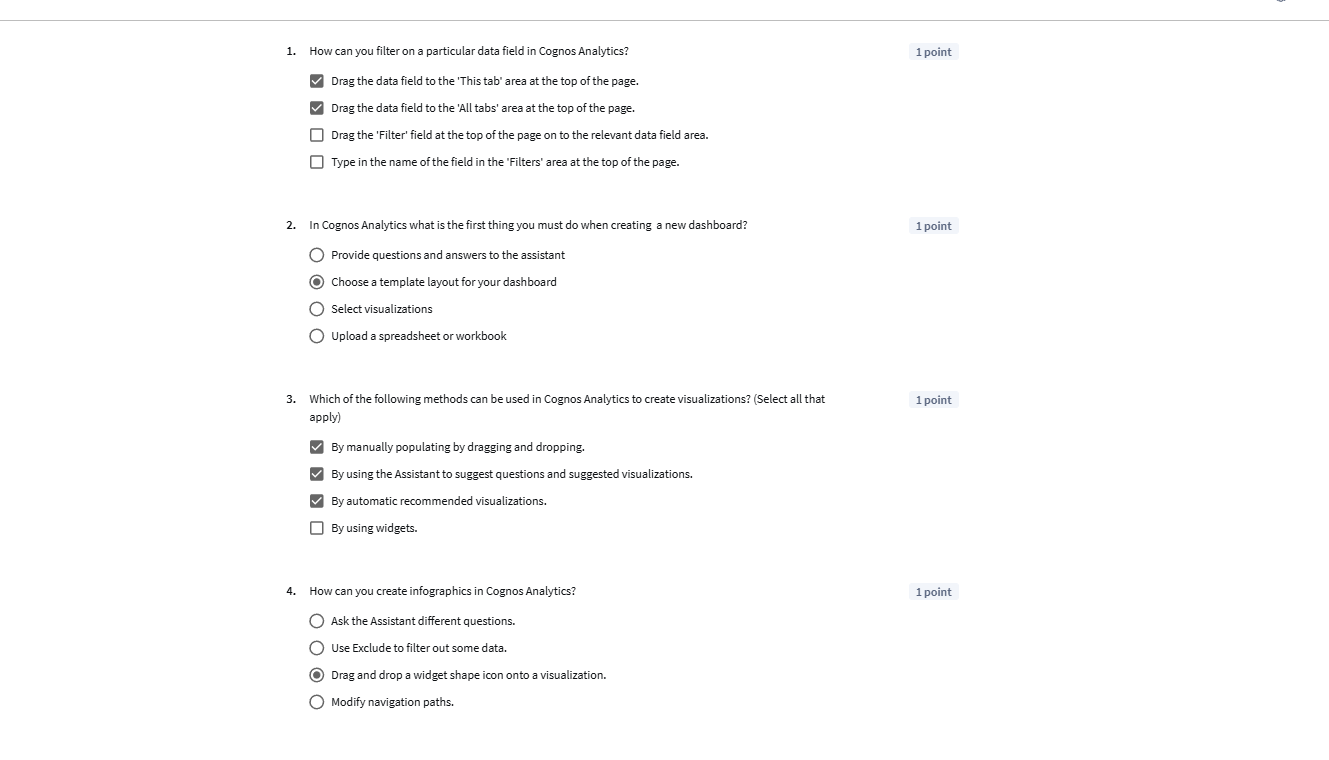 1. How can you filter on a particular data field in Cognos Analytics? 1 point
Drag the data field to the 'This tab' area at the top of the page.
Drag the data field to the 'All tabs' area at the top of the page.
Drag the 'Filter' field at the top of the page on to the relevant data field area.
Type in the name of the field in the 'Filters' area at the top of the page.
2. In Cognos Analytics what is the first thing you must do when creating a new dashboard? 1 point
Provide questions and answers to the assistant
Choose a template layout for your dashboard
Select visualizations
Upload a spreadsheet or workbook
3. Which of the following methods can be used in Cognos Analytics to create visualizations? (Select all that 1 point
apply)
By manually populating by dragging and dropping.
By using the Assistant to suggest questions and suggested visualizations.
By automatic recommended visualizations.
By using widgets.
4. How can you create infographics in Cognos Analytics? 1 point
Ask the Assistant different questions.
Use Exclude to filter out some data.
Drag and drop a widget shape icon onto a visualization.
Modify navigation paths.